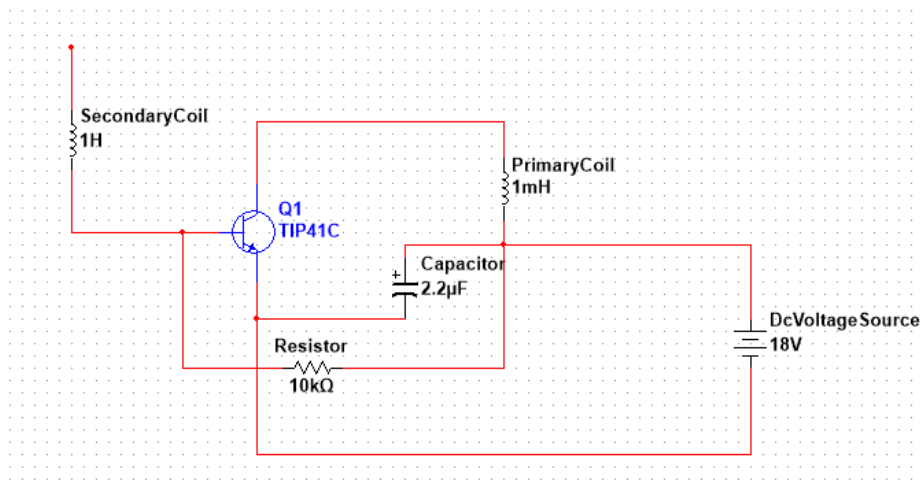 SecondaryCoil
1H
PrimaryCoil
1mH
Q1
TIP41C
+
Capacitor
2.2µF
DcVoltageSource
18V
Resistor
10kΩ